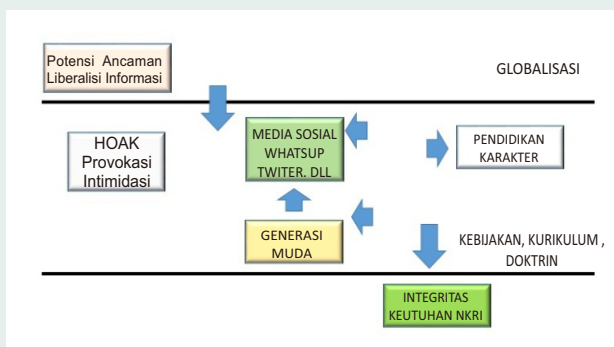 Potensi Ancaman
Liberalisi Informasi
GLOBALISASI
HOAK
Provokasi
Intimidasi
MEDIA SOSIAL
WHATSUP
TWITER. DLL
PENDIDIKAN
KARAKTER
GENERASI
MUDA
KEBIJAKAN, KURIKULUM ,
DOKTRIN
INTEGRITAS
KEUTUHAN NKRI